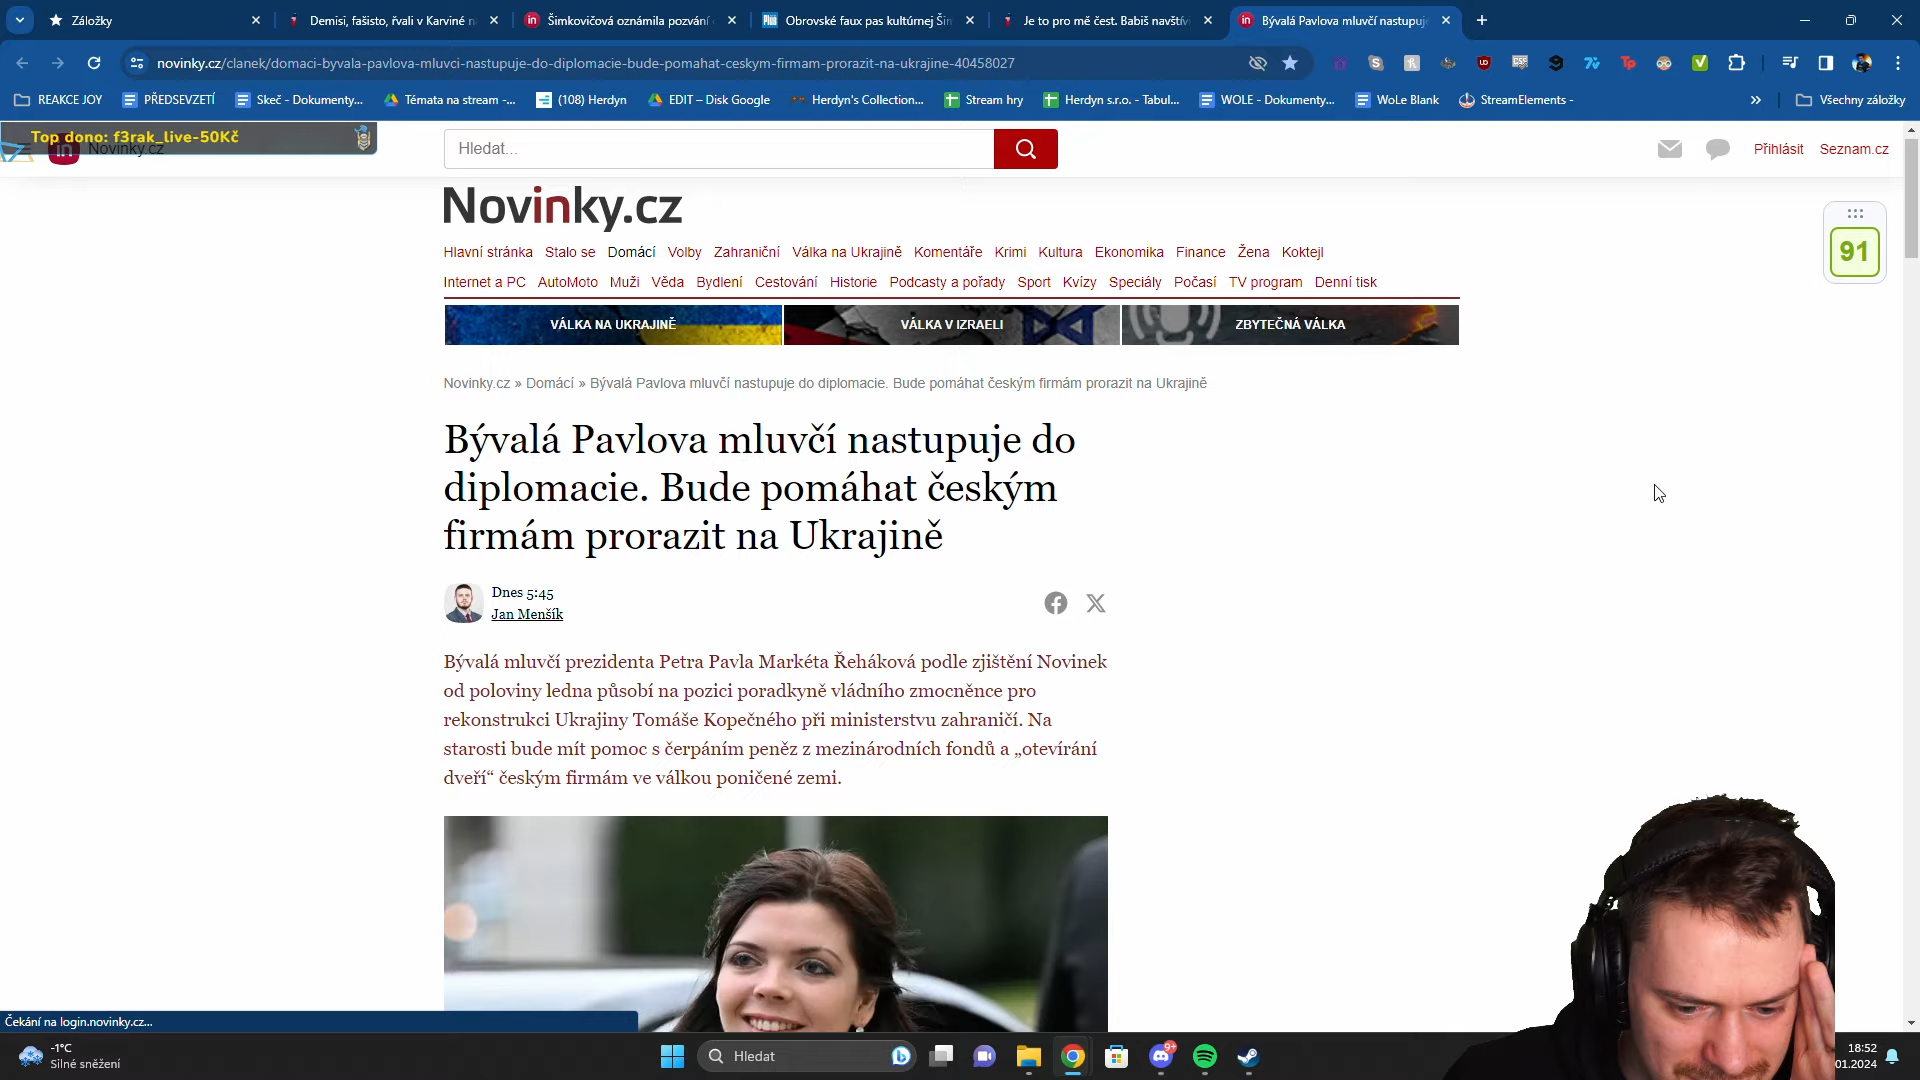 Záložky
Demisi, fašisto, řvali v Karviné n
Šimkovičová oznámila pozvání
Obrovské faux pas kultúrnej Šin
Je to pro mě čest. Babiš navštív
Bývalá Pavlova mluvčí nastupuje
novinky.cz/clanek/domaci-byvala-pavlova-mluvci-nastupuje-do-diplomacie-bude-pomahat-ceskym-firmam-prorazit-na-ukrajine-40458027
REAKCE JOY
PŘEDSEVZETÍ
Skeč - Dokumenty...
Témata na stream -...
(108) Herdyn
EDIT – Disk Google
Herdyn's Collection...
Stream hry
Herdyn s.r.o. - Tabul...
WOLE - Dokumenty...
WoLe Blank
StreamElements -
Všechny záložky
Top dono: f3rak_live-50Kč
Novinky.cz
Hledat...
Přihlásit
Seznam.cz
Novinky.cz
91
Hlavní stránka Stalo se Domácí Volby Zahraniční Válka na Ukrajině Komentáře Krimi Kultura Ekonomika Finance Žena Koktejl
Internet a PC AutoMoto Muži Věda Bydlení Cestování Historie Podcasty a pořady Sport Kvízy Speciály Počasí TV program Denní tisk
VÁLKA NA UKRAJINĚ
VÁLKA V IZRAELI
ZBYTEČNÁ VÁLKA
Novinky.cz » Domácí » Bývalá Pavlova mluvčí nastupuje do diplomacie. Bude pomáhat českým firmám prorazit na Ukrajině
Bývalá Pavlova mluvčí nastupuje do
diplomacie. Bude pomáhat českým
firmám prorazit na Ukrajině
Dnes 5:45
Jan Menšík
Bývalá mluvčí prezidenta Petra Pavla Markéta Řeháková podle zjištění Novinek
od poloviny ledna působí na pozici poradkyně vládního zmocněnce pro
rekonstrukci Ukrajiny Tomáše Kopečného při ministerstvu zahraničí. Na
starosti bude mít pomoc s čerpáním peněz z mezinárodních fondů a „otevírání
dveří“ českým firmám ve válkou poničené zemi.
Čekání na login.novinky.cz...
-1°C
Silné sněžení
Hledat
9+
18:52
01.2024